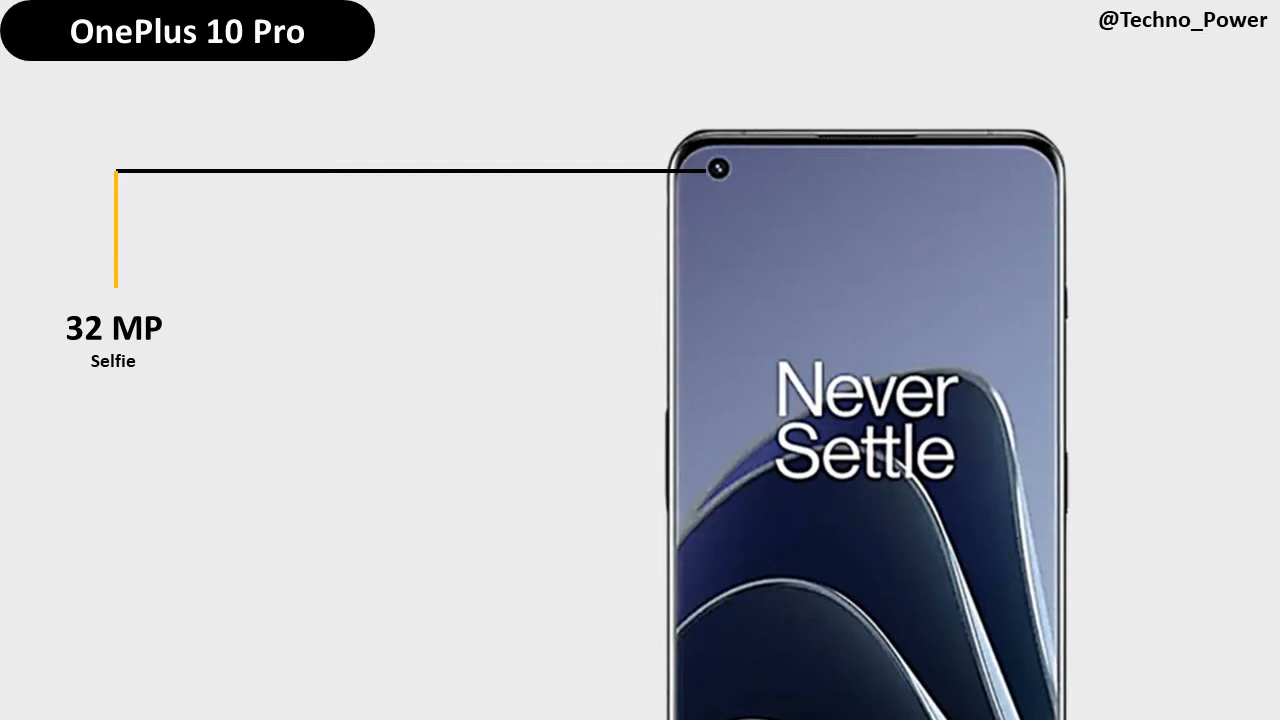 OnePlus 10 Pro
@Techno_Power
32 MP
Selfie
Never
Settle